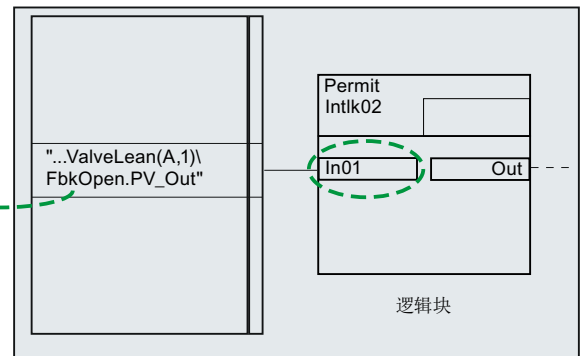 Permit
Intlk02
"...ValveLean(A,1)\
FbkOpen.PV_Out"
In01
Out
逻辑块